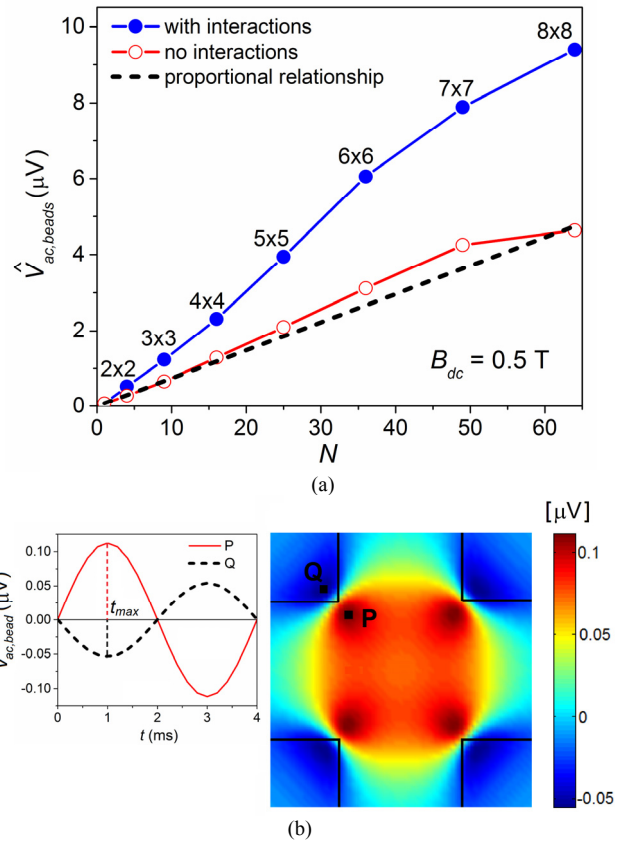 with interactions
no interactions
proportional relationship
10
8
6
4
2
0
V̂ac,beads (μV)
2x2
3x3
4x4
5x5
6x6
7x7
8x8
Bdc = 0.5 T
0 10 20 30 40 50 60
N
(a)
[μV]
0.10
0.05
0.00
-0.05
-0.10
Vac,bead (μV)
P
Q
tmax
0 1 2 3 4
t (ms)
Q
P
0.1
0.05
0
-0.05
(b)